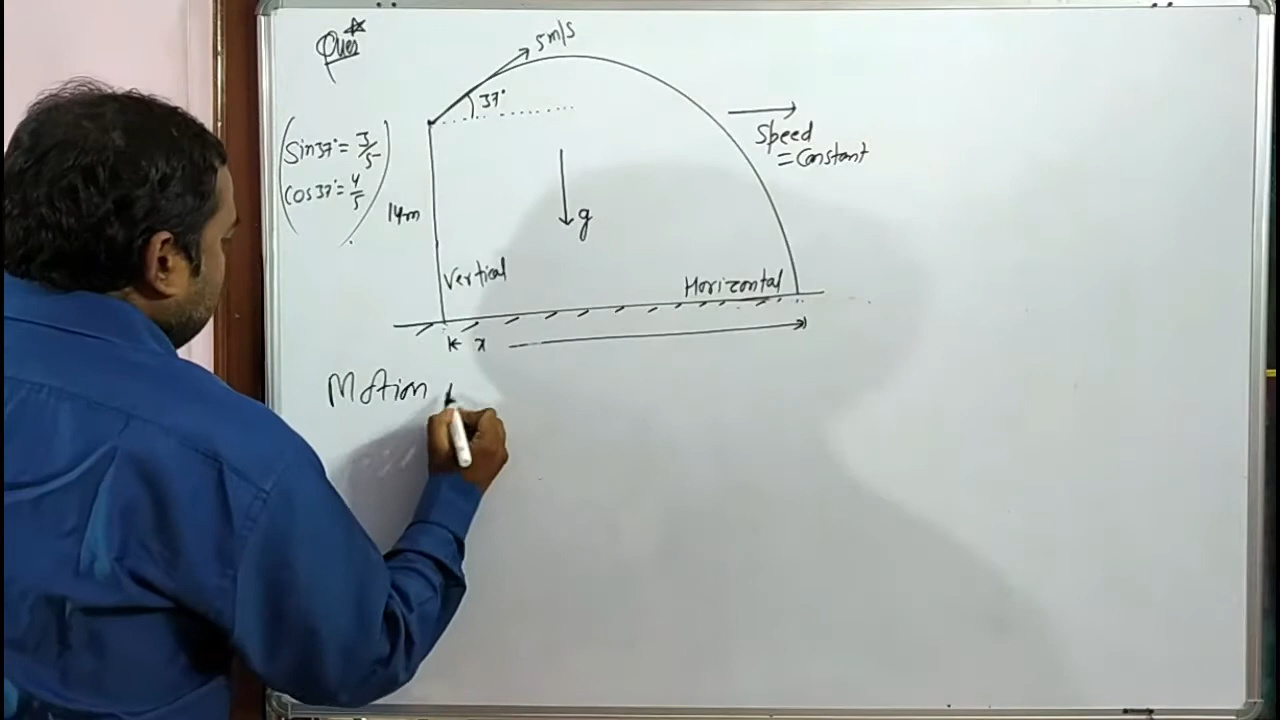 Ques
5m/s
37°
Sin37°= 3/5
Cos37°= 4/5
14m
g
Speed
= Constant
Vertical
Horizontal
x
Motion